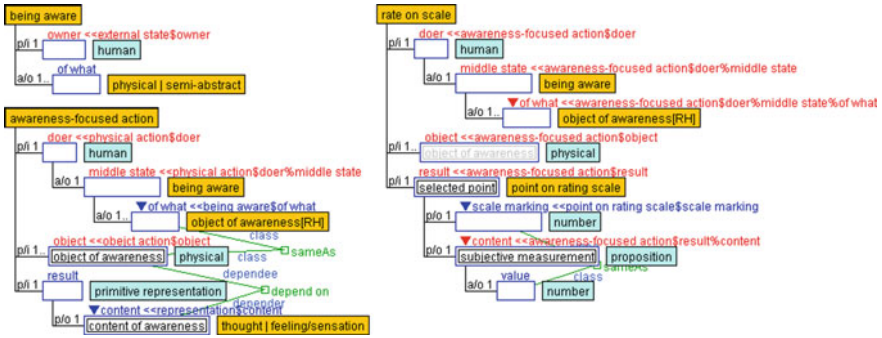 being aware
owner <<external state$owner
p/i 1
human
of what
a/o 1..
physical | semi-abstract
awareness-focused action
doer <<physical action$doer
p/i 1
human
middle state <<physical action$doer%middle state
a/o 1
being aware
of what <<being aware$of what
a/o 1..
object of awareness[RH]
class
object <<obejct action$object
sameAs
p/i 1..
object of awareness
physical
class
dependee
result
p/i 1
primitive representation
depend on
depender
content <<representation$content
p/o 1
content of awareness
thought | feeling/sensation
rate on scale
doer <<awareness-focused action$doer
p/i 1
human
middle state <<awareness-focused action$doer%middle state
a/o 1
being aware
of what <<awareness-focused action$doer%middle state%of what
a/o 1..
object of awareness[RH]
object <<awareness-focused action$object
p/i 1..
object of awareness
physical
result <<awareness-focused action$result
p/i 1
selected point
point on rating scale
scale marking <<point on rating scale$scale marking
p/o 1
number
content <<awareness-focused action$result%content
p/o 1
subjective measurement
proposition
sameAs
value
class
a/o 1
number